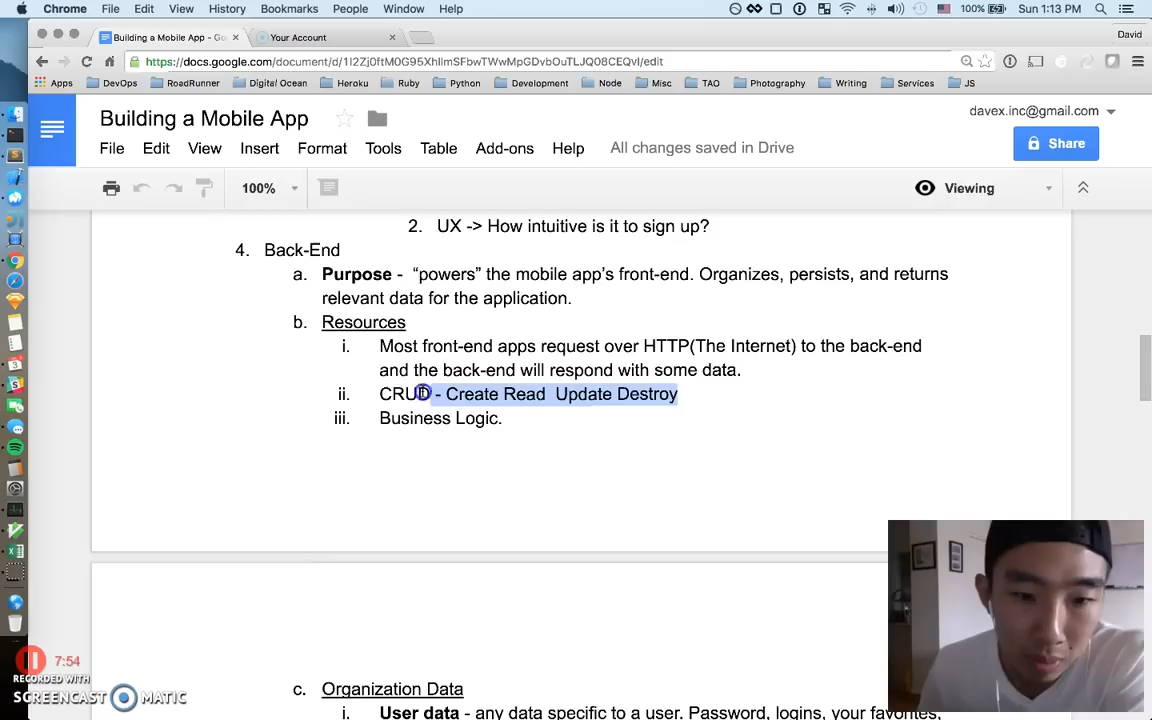 Chrome File Edit View History Bookmarks People Window Help 100% Sun 1:13 PM
Building a Mobile App - Go Your Account David
https://docs.google.com/document/d/
Apps DevOps RoadRunner Digital Ocean Heroku Ruby Python Development Node Misc TAO Photography Writing Services JS
Building a Mobile App davex.inc@gmail.com
File Edit View Insert Format Tools Table Add-ons Help All changes saved in Drive Share
100% Viewing
2. UX -> How intuitive is it to sign up?
4. Back-End
a. Purpose - “powers” the mobile app’s front-end. Organizes, persists, and returns
relevant data for the application.
b. Resources
i. Most front-end apps request over HTTP(The Internet) to the back-end
and the back-end will respond with some data.
ii. CRUD - Create Read Update Destroy
iii. Business Logic.
c. Organization Data
i. User data - any data specific to a user. Password, logins, your favorites,
7:54
RECORDED WITH
SCREENCAST MATIC